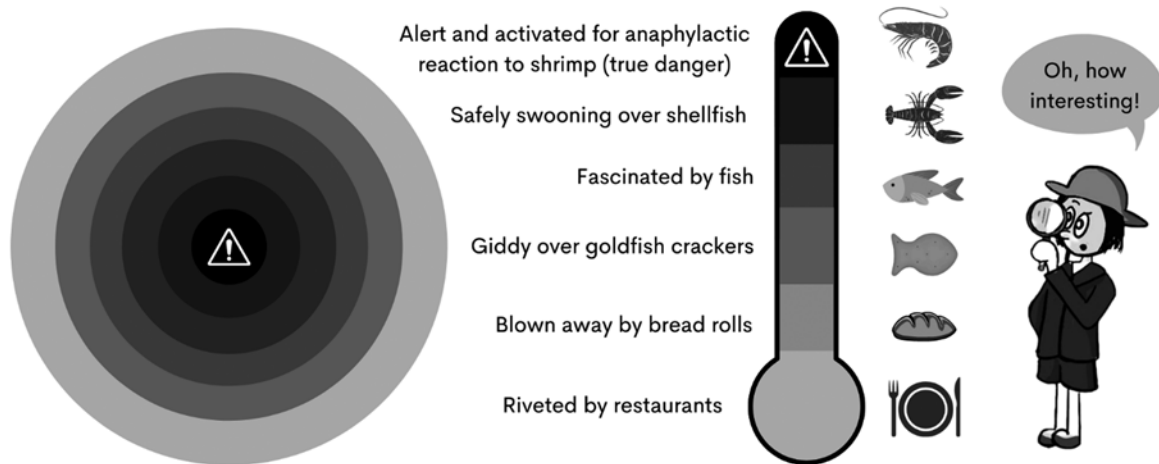 Alert and activated for anaphylactic
reaction to shrimp (true danger)
Safely swooning over shellfish
Fascinated by fish
Giddy over goldfish crackers
Blown away by bread rolls
Riveted by restaurants
Oh, how
interesting!